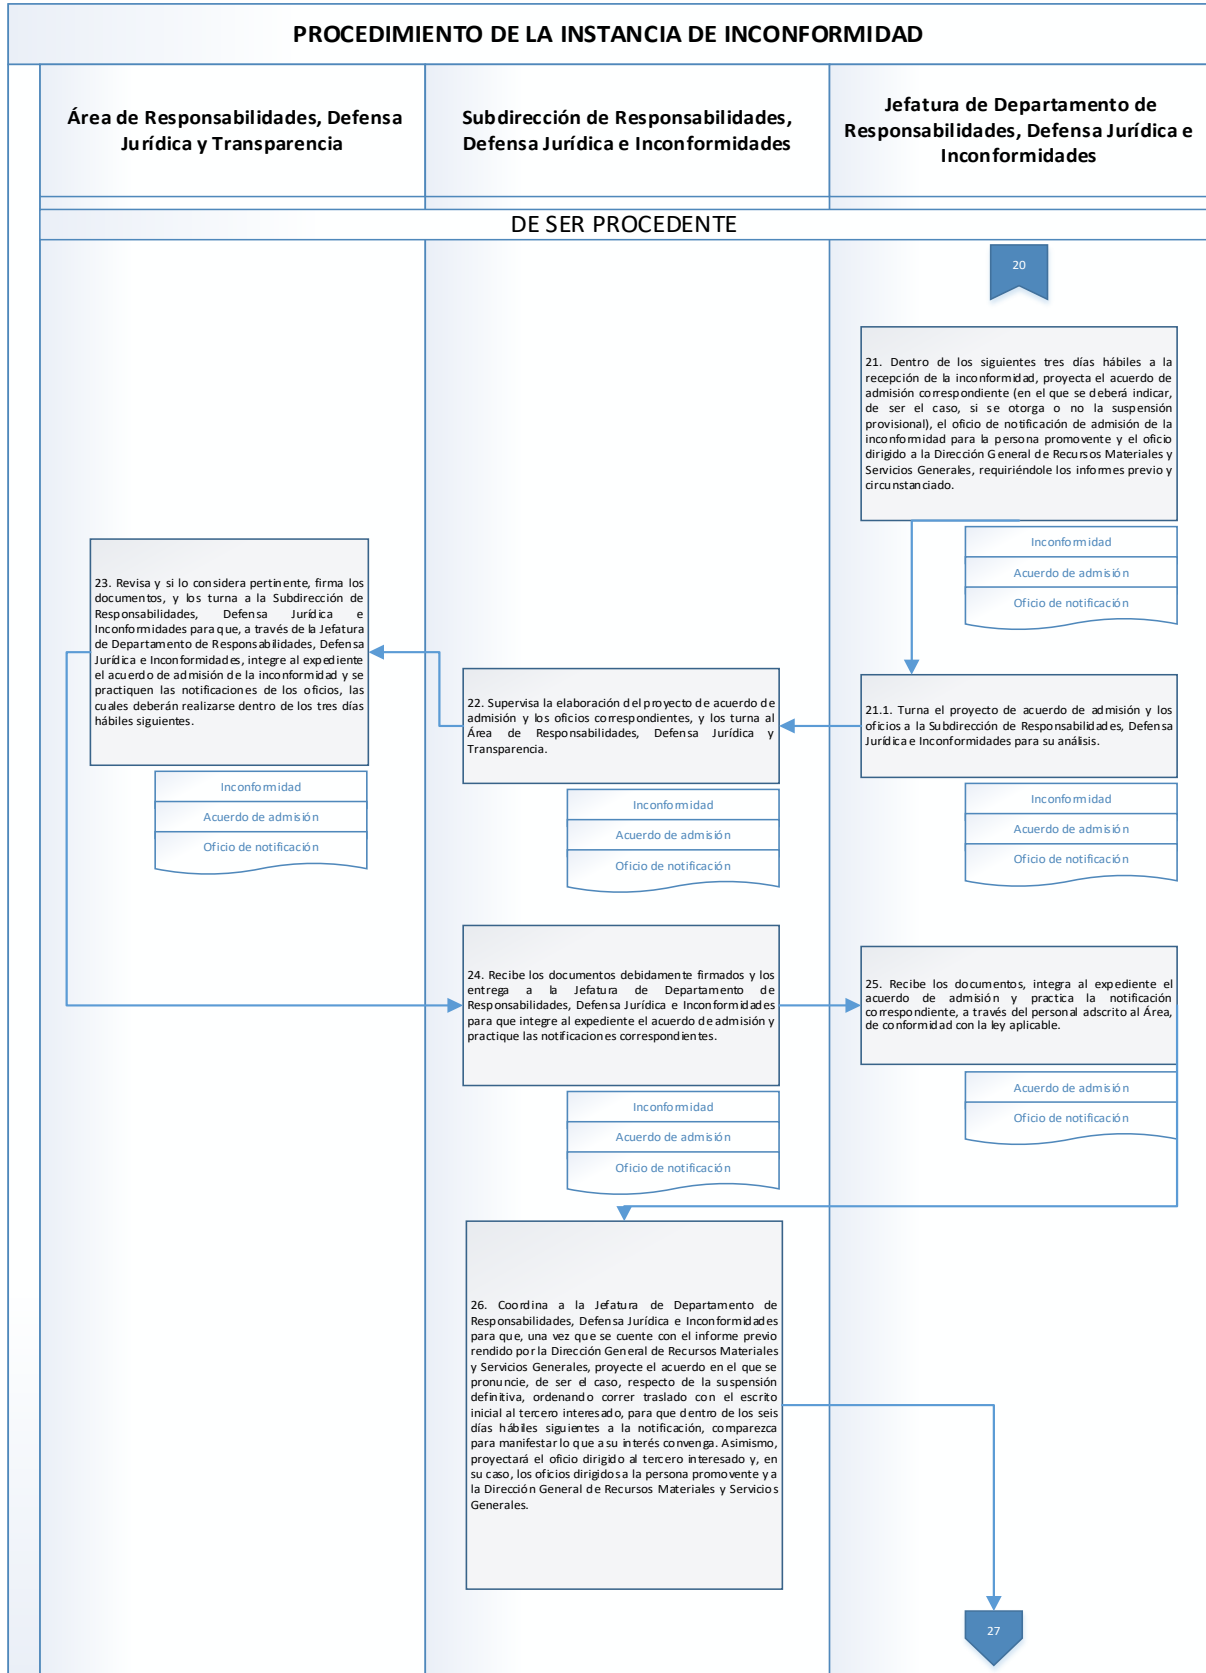 PROCEDIMIENTO DE LA INSTANCIA DE INCONFORMIDAD
Área de Responsabilidades, Defensa
Jurídica y Transparencia
Subdirección de Responsabilidades,
Defensa Jurídica e Inconformidades
Jefatura de Departamento de
Responsabilidades, Defensa Jurídica e
Inconformidades
DE SER PROCEDENTE
20
21. Dentro de los siguientes tres días hábiles a la
recepción de la inconformidad, proyecta el acuerdo de
admisión correspondiente (en el que se deberá indicar,
de ser el caso, si se otorga o no la suspensión
provisional), el oficio de notificación de admisión de la
inconformidad para la persona promovente y el oficio
dirigido a la Dirección General de Recursos Materiales y
Servicios Generales, requiriéndole los informes previo y
circunstanciado.
Inconformidad
Acuerdo de admisión
Oficio de notificación
21.1. Turna el proyecto de acuerdo de admisión y los
oficios a la Subdirección de Responsabilidades, Defensa
Jurídica e Inconformidades para su análisis.
Inconformidad
Acuerdo de admisión
Oficio de notificación
22. Supervisa la elaboración del proyecto de acuerdo de
admisión y los oficios correspondientes, y los turna al
Área de Responsabilidades, Defensa Jurídica y
Transparencia.
Inconformidad
Acuerdo de admisión
Oficio de notificación
23. Revisa y si lo considera pertinente, firma los
documentos, y los turna a la Subdirección de
Responsabilidades, Defensa Jurídica e
Inconformidades para que, a través de la Jefatura
de Departamento de Responsabilidades, Defensa
Jurídica e Inconformidades, integre al expediente
el acuerdo de admisión de la inconformidad y se
practiquen las notificaciones de los oficios, las
cuales deberán realizarse dentro de los tres días
hábiles siguientes.
Inconformidad
Acuerdo de admisión
Oficio de notificación
24. Recibe los documentos debidamente firmados y los
entrega a la Jefatura de Departamento de
Responsabilidades, Defensa Jurídica e Inconformidades
para que integre al expediente el acuerdo de admisión y
practique las notificaciones correspondientes.
Inconformidad
Acuerdo de admisión
Oficio de notificación
25. Recibe los documentos, integra al expediente el
acuerdo de admisión y practica la notificación
correspondiente, a través del personal adscrito al Área,
de conformidad con la ley aplicable.
Acuerdo de admisión
Oficio de notificación
26. Coordina a la Jefatura de Departamento de
Responsabilidades, Defensa Jurídica e Inconformidades
para que, una vez que se cuente con el informe previo
rendido por la Dirección General de Recursos Materiales
y Servicios Generales, proyecte el acuerdo en el que se
pronuncie, de ser el caso, respecto de la suspensión
definitiva, ordenando correr traslado con el escrito
inicial al tercero interesado, para que dentro de los seis
días hábiles siguientes a la notificación, comparezca
para manifestar lo que a su interés convenga. Asimismo,
proyectará el oficio dirigido al tercero interesado y, en
su caso, los oficios dirigidos a la persona promovente y a
la Dirección General de Recursos Materiales y Servicios
Generales.
27